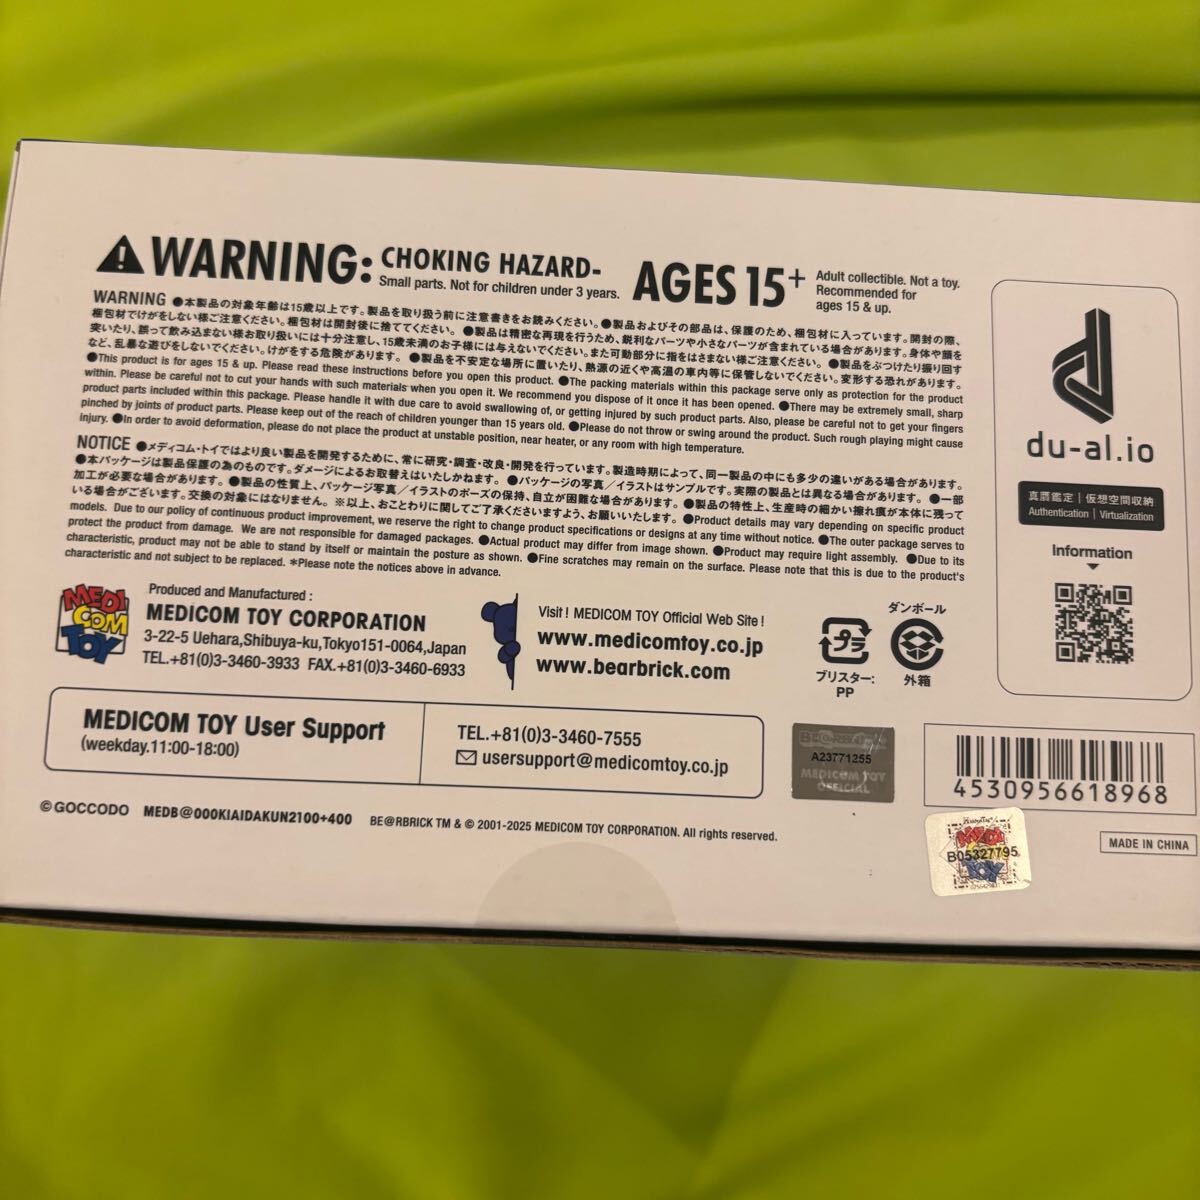 WARNING: CHOKING HAZARD-
Small parts. Not for children under 3 years.
AGES 15+
Adult collectible. Not a toy.
Recommended for
ages 15 & up.
WARNING ●本製品の対象年齢は15歳以上です。製品を取り扱う前に注意書きをお読みください。●製品およびその部品は、保護のため、梱包材に入っています。開封の際、
梱包材でけがをしない様ご注意ください。梱包材は開封後に捨ててください。 ●製品は精密な再現を行うため、鋭利なパーツや小さなパーツが含まれている場合があります。身体や顔を
突いたり、誤って飲み込まない様お取り扱いには十分注意し、15歳未満のお子様には与えないでください。また可動部分に指をはさまない様ご注意ください。 ●製品をぶつけたり振り回す
など、乱暴な遊びをしないでください。けがをする危険があります。 ●製品を不安定な場所に置いたり、熱源の近くや高温の車内等に保管しないでください。変形する恐れがあります。
●This product is for ages 15 & up. Please read these instructions before you open this product. ●The packing materials within this package serve only as protection for the product
within. Please be careful not to cut your hands with such materials when you open it. We recommend you dispose of it once it has been opened. ●There may be extremely small, sharp
product parts included within this package. Please handle it with due care to avoid swallowing of, or getting injured by such product parts. Also, please be careful not to get your fingers
pinched by joints of product parts. Please keep out of the reach of children younger than 15 years old. ●Please do not throw or swing around the product. Such rough playing might cause
injury. ●In order to avoid deformation, please do not place the product at unstable position, near heater, or any room with high temperature.
NOTICE ●メディコム・トイではより良い製品を開発するために、常に研究・調査・改良・開発を行っています。製造時期によって、同一製品の中にも多少の違いがある場合があります。
●本パッケージは製品保護の為のものです。ダメージによるお取替えはいたしかねます。 ●パッケージの写真／イラストはサンプルです。実際の製品とは異なる場合があります。 ●一部
加工が必要な場合があります。 ●製品の性質上、パッケージ写真／イラストのポーズの保持、自立が困難な場合があります。 ●製品の特性上、生産時の細かい擦れ痕が本体に残って
いる場合がございます。交換の対象にはなりません。 ※以上、おことわりに関してご了承くださいますよう、お願いいたします。 ●Product details may vary depending on specific product
models. Due to our policy of continuous product improvement, we reserve the right to change product specifications or designs at any time without notice. ●The outer package serves to
protect the product from damage. We are not responsible for damaged packages. ●Actual product may differ from image shown. ●Product may require light assembly. ●Due to its
characteristic, product may not be able to stand by itself or maintain the posture as shown. ●Fine scratches may remain on the surface. Please note that this is due to the product's
characteristic and not subject to be replaced. *Please note the notices above in advance.
du-al.io
真贋鑑定 | 仮想空間収納
Authentication | Virtualization
Information
MEDI
COM
TOY
Produced and Manufactured :
MEDICOM TOY CORPORATION
3-22-5 Uehara,Shibuya-ku,Tokyo151-0064,Japan
TEL.+81(0)3-3460-3933 FAX.+81(0)3-3460-6933
Visit ! MEDICOM TOY Official Web Site !
www.medicomtoy.co.jp
www.bearbrick.com
プラ
ブリスター:
PP
ダンボール
外箱
MEDICOM TOY User Support
(weekday.11:00-18:00)
TEL.+81(0)3-3460-7555
usersupport@medicomtoy.co.jp
A23771255
MEDICOM TOY
OFFICIAL
4530956618968
B05327795
MADE IN CHINA
©GOCCODO MEDB@000KIAIDAKUN2100+400 BE@RBRICK TM & © 2001-2025 MEDICOM TOY CORPORATION. All rights reserved.